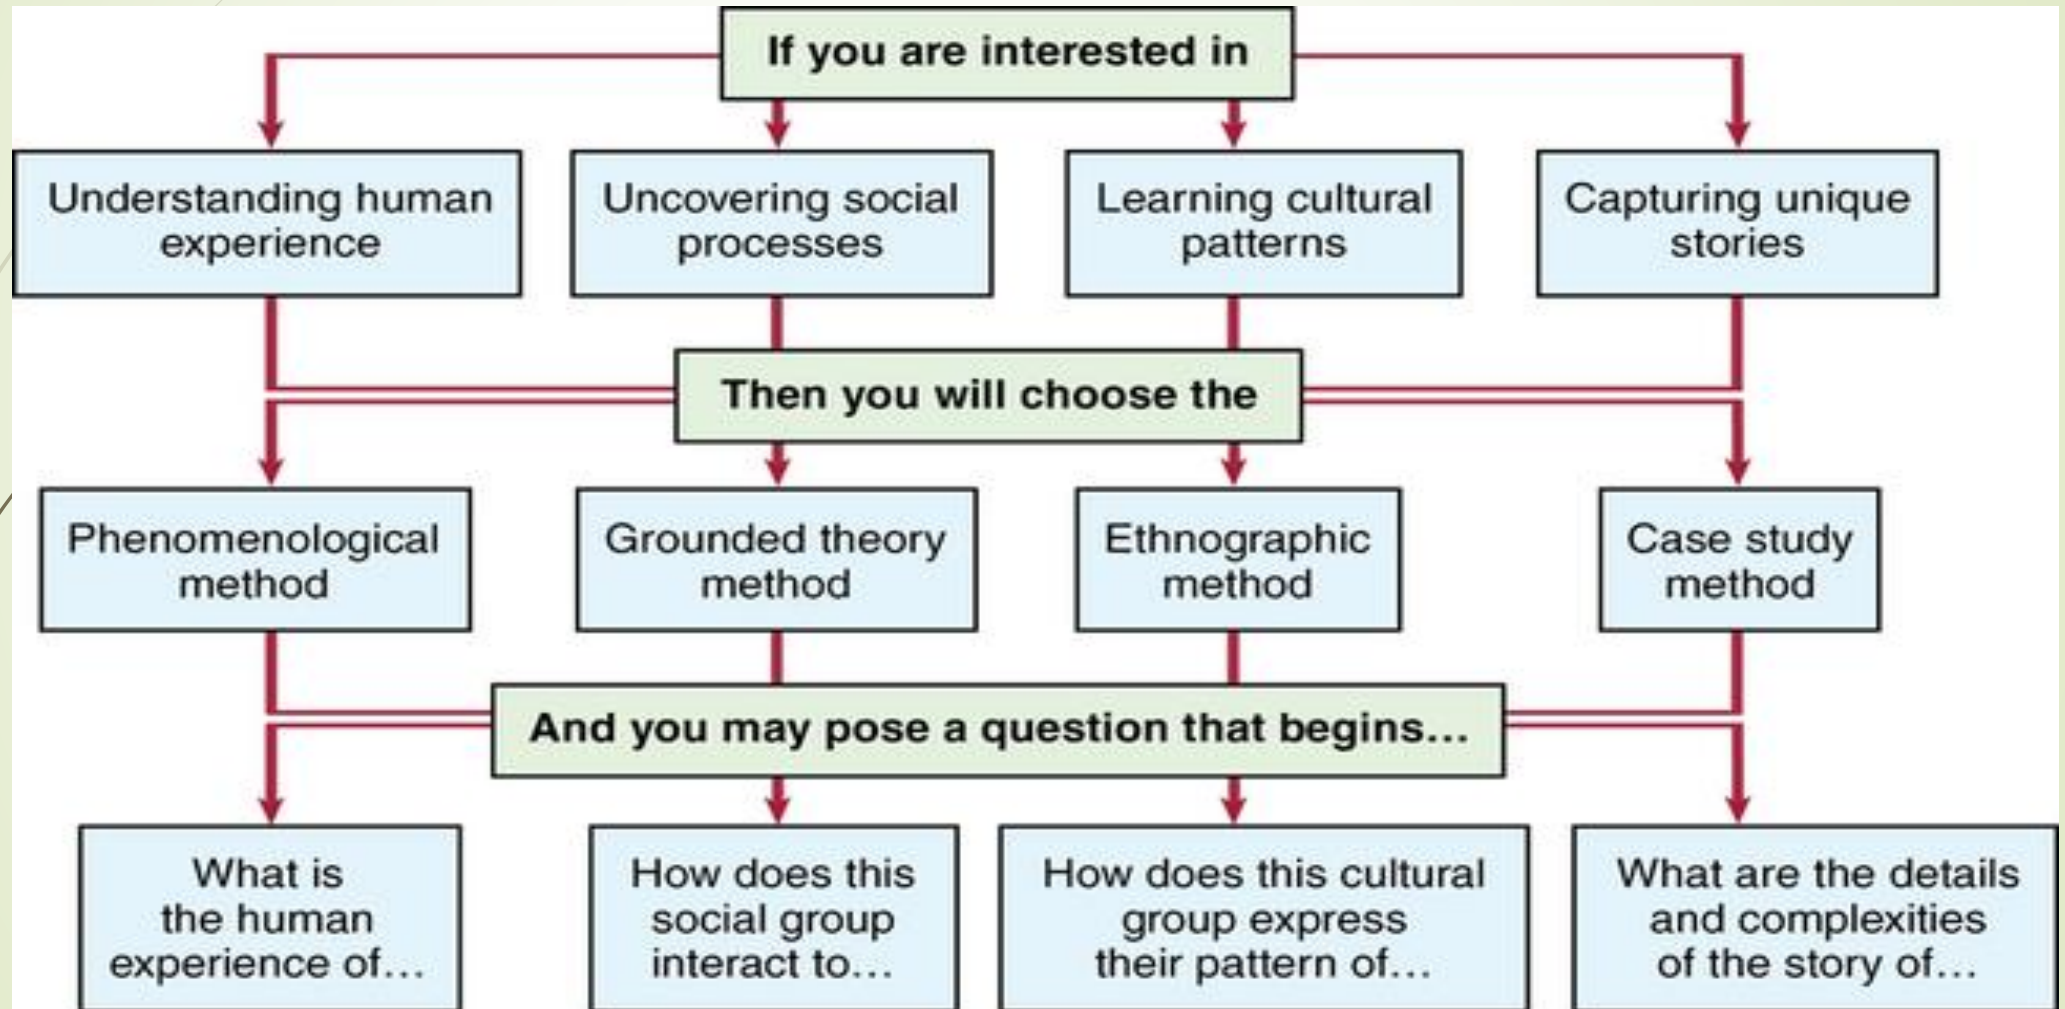 If you are interested in
Understanding human
experience
Uncovering social
processes
Learning cultural
patterns
Capturing unique
stories
Then you will choose the
Phenomenological
method
Grounded theory
method
Ethnographic
method
Case study
method
And you may pose a question that begins...
What is
the human
experience of...
How does this
social group
interact to...
How does this cultural
group express
their pattern of...
What are the details
and complexities
of the story of...